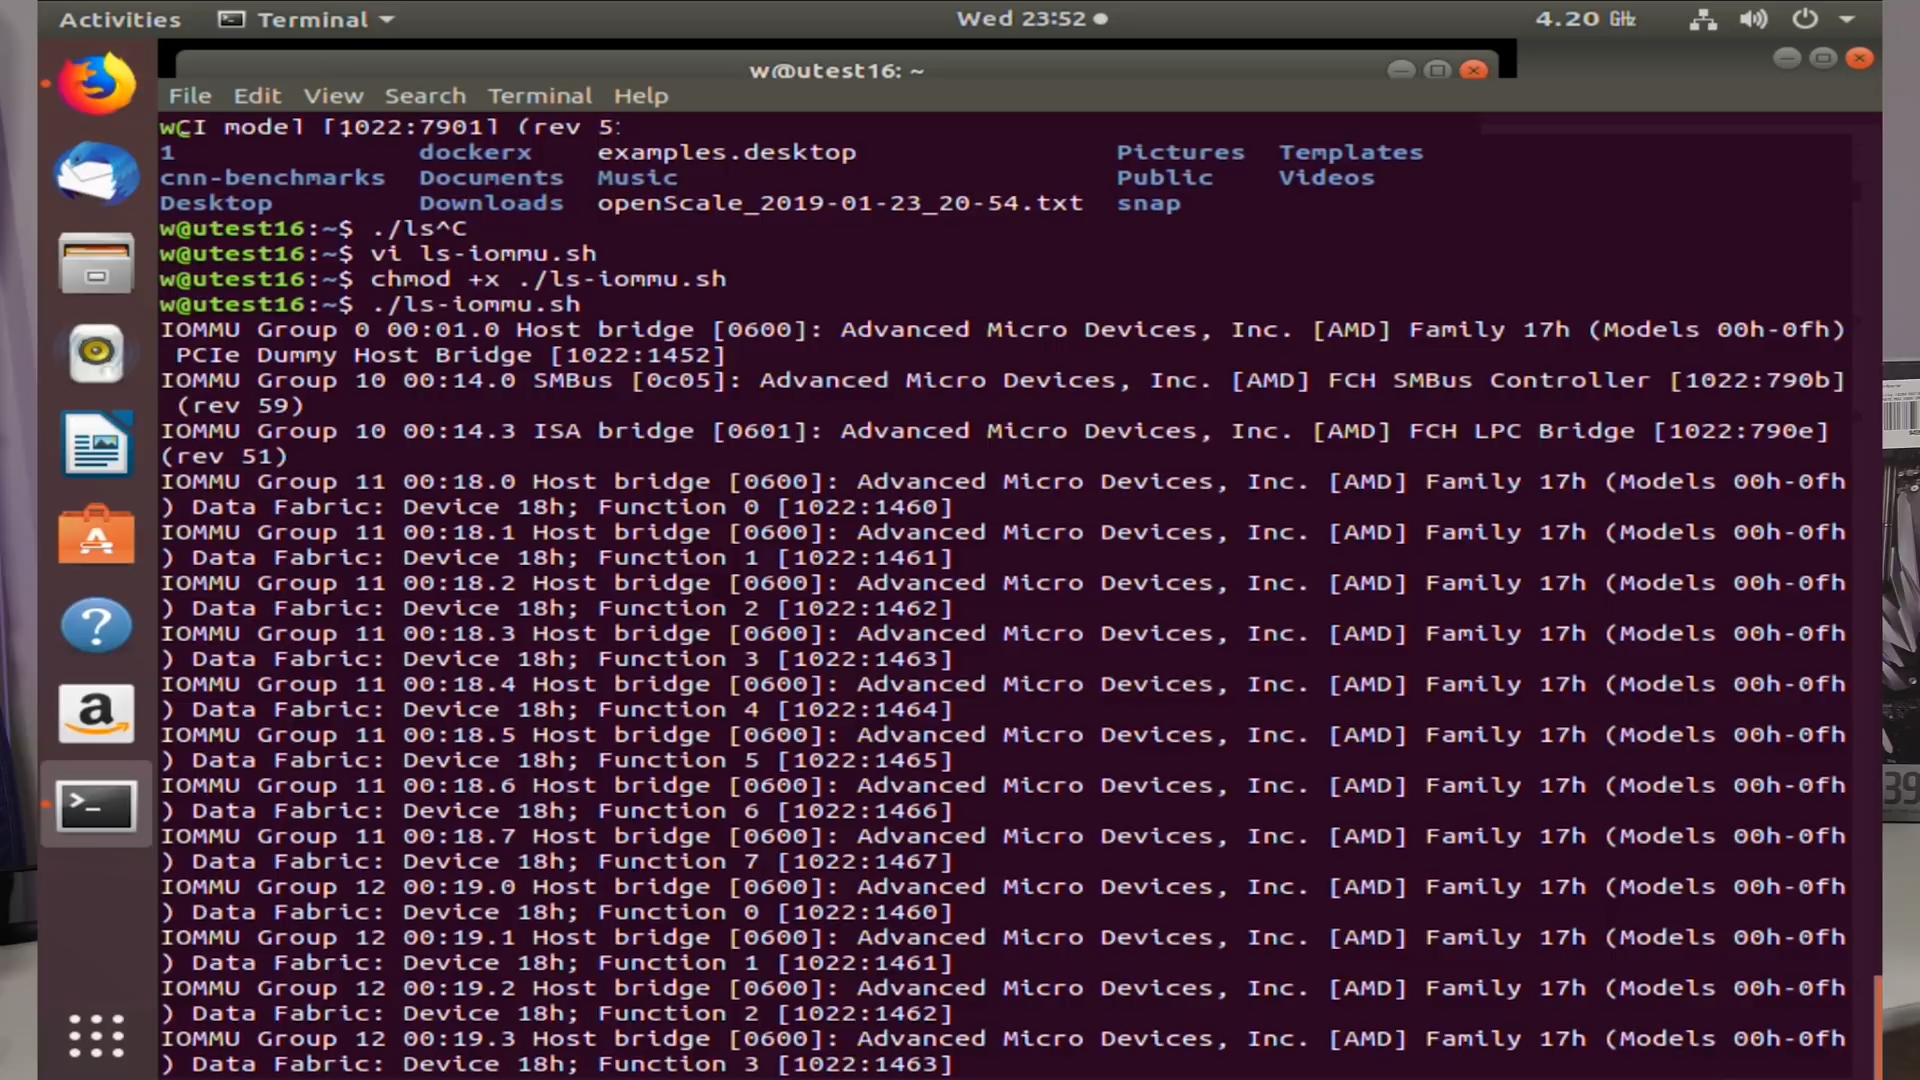 Activities Terminal Wed 23:52 4.20 GHz
w@utest16: ~
File Edit View Search Terminal Help
wCI model [1022:7901] (rev 5
1 dockerx examples.desktop Pictures Templates
cnn-benchmarks Documents Music Public Videos
Desktop Downloads openScale_2019-01-23_20-54.txt snap
w@utest16:~$ ./ls^C
w@utest16:~$ vi ls-iommu.sh
w@utest16:~$ chmod +x ./ls-iommu.sh
w@utest16:~$ ./ls-iommu.sh
IOMMU Group 0 00:01.0 Host bridge [0600]: Advanced Micro Devices, Inc. [AMD] Family 17h (Models 00h-0fh)
PCIe Dummy Host Bridge [1022:1452]
IOMMU Group 10 00:14.0 SMBus [0c05]: Advanced Micro Devices, Inc. [AMD] FCH SMBus Controller [1022:790b]
(rev 59)
IOMMU Group 10 00:14.3 ISA bridge [0601]: Advanced Micro Devices, Inc. [AMD] FCH LPC Bridge [1022:790e]
(rev 51)
IOMMU Group 11 00:18.0 Host bridge [0600]: Advanced Micro Devices, Inc. [AMD] Family 17h (Models 00h-0fh
) Data Fabric: Device 18h; Function 0 [1022:1460]
IOMMU Group 11 00:18.1 Host bridge [0600]: Advanced Micro Devices, Inc. [AMD] Family 17h (Models 00h-0fh
) Data Fabric: Device 18h; Function 1 [1022:1461]
IOMMU Group 11 00:18.2 Host bridge [0600]: Advanced Micro Devices, Inc. [AMD] Family 17h (Models 00h-0fh
) Data Fabric: Device 18h; Function 2 [1022:1462]
IOMMU Group 11 00:18.3 Host bridge [0600]: Advanced Micro Devices, Inc. [AMD] Family 17h (Models 00h-0fh
) Data Fabric: Device 18h; Function 3 [1022:1463]
IOMMU Group 11 00:18.4 Host bridge [0600]: Advanced Micro Devices, Inc. [AMD] Family 17h (Models 00h-0fh
) Data Fabric: Device 18h; Function 4 [1022:1464]
IOMMU Group 11 00:18.5 Host bridge [0600]: Advanced Micro Devices, Inc. [AMD] Family 17h (Models 00h-0fh
) Data Fabric: Device 18h; Function 5 [1022:1465]
IOMMU Group 11 00:18.6 Host bridge [0600]: Advanced Micro Devices, Inc. [AMD] Family 17h (Models 00h-0fh
) Data Fabric: Device 18h; Function 6 [1022:1466]
IOMMU Group 11 00:18.7 Host bridge [0600]: Advanced Micro Devices, Inc. [AMD] Family 17h (Models 00h-0fh
) Data Fabric: Device 18h; Function 7 [1022:1467]
IOMMU Group 12 00:19.0 Host bridge [0600]: Advanced Micro Devices, Inc. [AMD] Family 17h (Models 00h-0fh
) Data Fabric: Device 18h; Function 0 [1022:1460]
IOMMU Group 12 00:19.1 Host bridge [0600]: Advanced Micro Devices, Inc. [AMD] Family 17h (Models 00h-0fh
) Data Fabric: Device 18h; Function 1 [1022:1461]
IOMMU Group 12 00:19.2 Host bridge [0600]: Advanced Micro Devices, Inc. [AMD] Family 17h (Models 00h-0fh
) Data Fabric: Device 18h; Function 2 [1022:1462]
IOMMU Group 12 00:19.3 Host bridge [0600]: Advanced Micro Devices, Inc. [AMD] Family 17h (Models 00h-0fh
) Data Fabric: Device 18h; Function 3 [1022:1463]
39